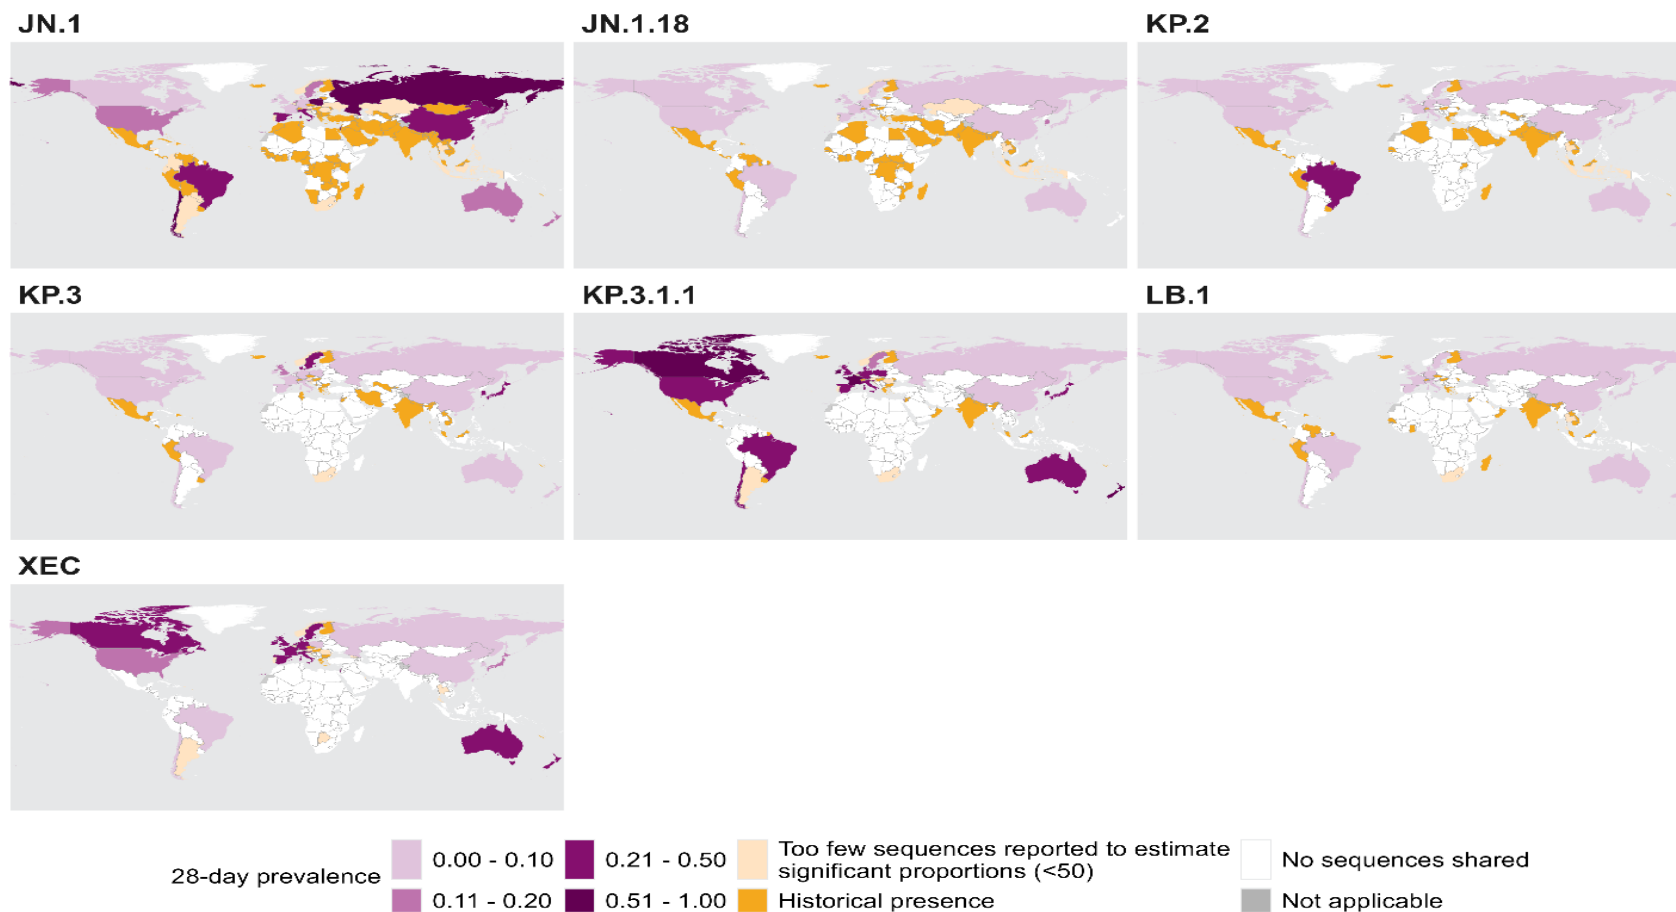 JN.1
JN.1.18
KP.2
KP.3
KP.3.1.1
LB.1
XEC
28-day prevalence
0.00 - 0.10
0.11 - 0.20
0.21 - 0.50
0.51 - 1.00
Too few sequences reported to estimate
significant proportions (<50)
Historical presence
No sequences shared
Not applicable